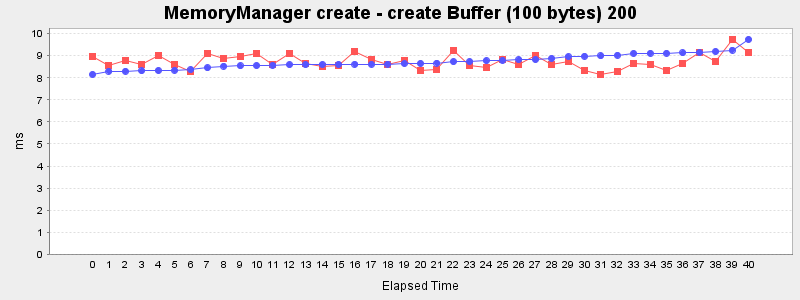 MemoryManager create - create Buffer (100 bytes) 200
10
9
8
7
6
5
4
3
2
1
0
ms
0 1 2 3 4 5 6 7 8 9 10 11 12 13 14 15 16 17 18 19 20 21 22 23 24 25 26 27 28 29 30 31 32 33 34 35 36 37 38 39 40
Elapsed Time